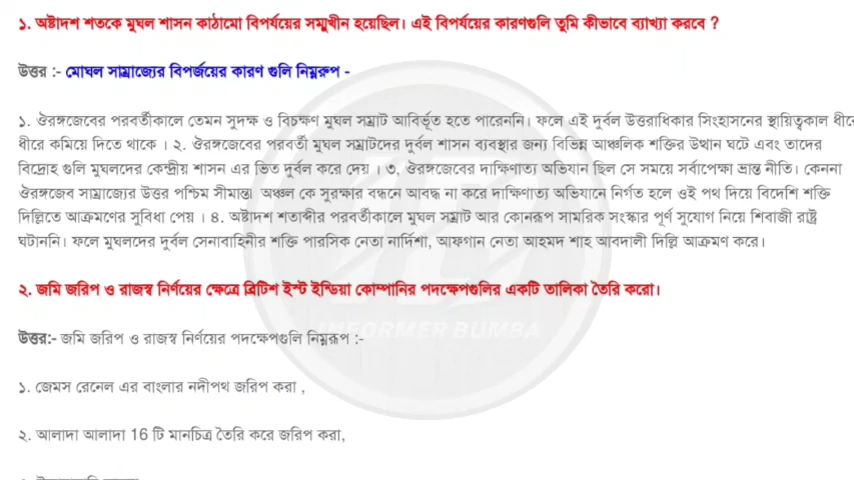 ১. অষ্টাদশ শতকে মুঘল শাসন কাঠামো বিপর্যয়ের সম্মুখীন হয়েছিল। এই বিপর্যয়ের কারণগুলি তুমি কীভাবে ব্যাখ্যা করবে ?
উত্তর :- মোঘল সাম্রাজ্যের বিপর্জয়ের কারণ গুলি নিম্নরুপ -
১. ঔরঙ্গজেবের পরবর্তীকালে তেমন সুদক্ষ ও বিচক্ষণ মুঘল সম্রাট আবির্ভূত হতে পারেননি। ফলে এই দুর্বল উত্তরাধিকার সিংহাসনের স্থায়িত্বকাল ধীরে
ধীরে কমিয়ে দিতে থাকে । ২. ঔরঙ্গজেবের পরবর্তী মুঘল সম্রাটদের দুর্বল শাসন ব্যবস্থার জন্য বিভিন্ন আঞ্চলিক শক্তির উত্থান ঘটে এবং তাদের
বিদ্রোহ গুলি মুঘলদের কেন্দ্রীয় শাসন এর ভিত দুর্বল করে দেয় । ৩, ঔরঙ্গজেবের দাক্ষিণাত্য অভিযান ছিল সে সময়ে সর্বাপেক্ষা ভ্রান্ত নীতি। কেননা
ঔরঙ্গজেব সাম্রাজ্যের উত্তর পশ্চিম সীমান্ত অঞ্চল কে সুরক্ষার বন্ধনে আবদ্ধ না করে দাক্ষিণাত্য অভিযানে নির্গত হলে ওই পথ দিয়ে বিদেশি শক্তি
দিল্লিতে আক্রমণের সুবিধা পেয় । ৪. অষ্টাদশ শতাব্দীর পরবর্তীকালে মুঘল সম্রাট আর কোনরূপ সামরিক সংস্কার পূর্ণ সুযোগ নিয়ে শিবাজী রাষ্ট্র
ঘটাননি। ফলে মুঘলদের দুর্বল সেনাবাহিনীর শক্তি পারসিক নেতা নার্দিশা, আফগান নেতা আহমদ শাহ আবদালী দিল্লি আক্রমণ করে।
২. জমি জরিপ ও রাজস্ব নির্ণয়ের ক্ষেত্রে ব্রিটিশ ইস্ট ইন্ডিয়া কোম্পানির পদক্ষেপগুলির একটি তালিকা তৈরি করো।
INFORMER BUMBA
উত্তর:- জমি জরিপ ও রাজস্ব নির্ণয়ের পদক্ষেপগুলি নিম্নরূপ :-
১. জেমস রেনেল এর বাংলার নদীপথ জরিপ করা ,
২. আলাদা আলাদা 16 টি মানচিত্র তৈরি করে জরিপ করা,